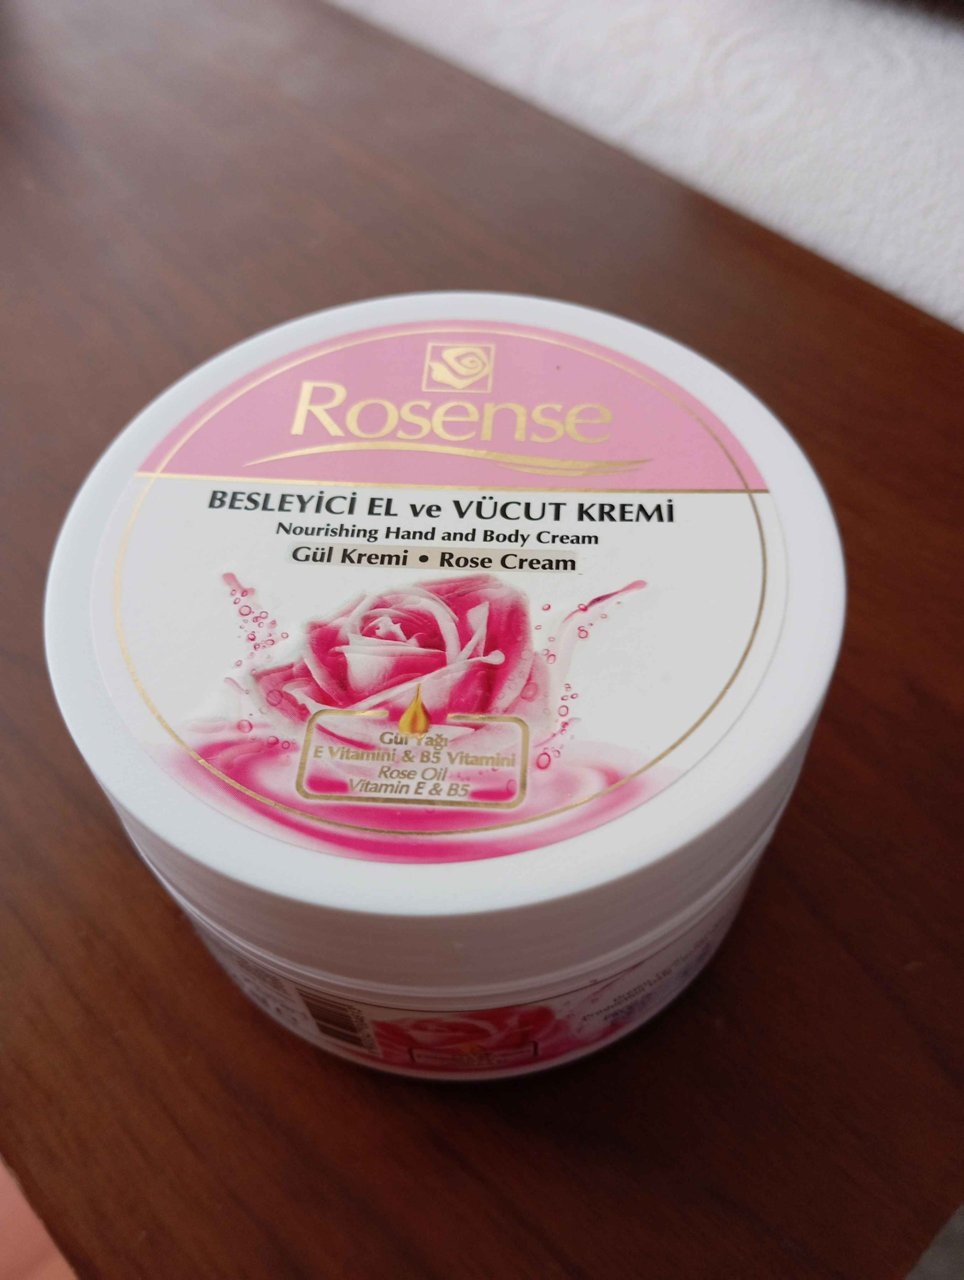 Rosense
BESLEYİCİ EL ve VÜCUT KREMİ
Nourishing Hand and Body Cream
Gül Kremi • Rose Cream
Gül Yağı
E Vitamini & B5 Vitamini
Rose Oil
Vitamin E & B5